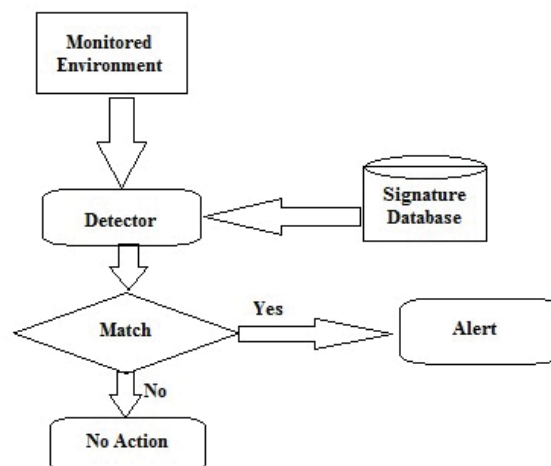 Monitored
Environment
Detector
Signature
Database
Match
Yes
Alert
No
No Action